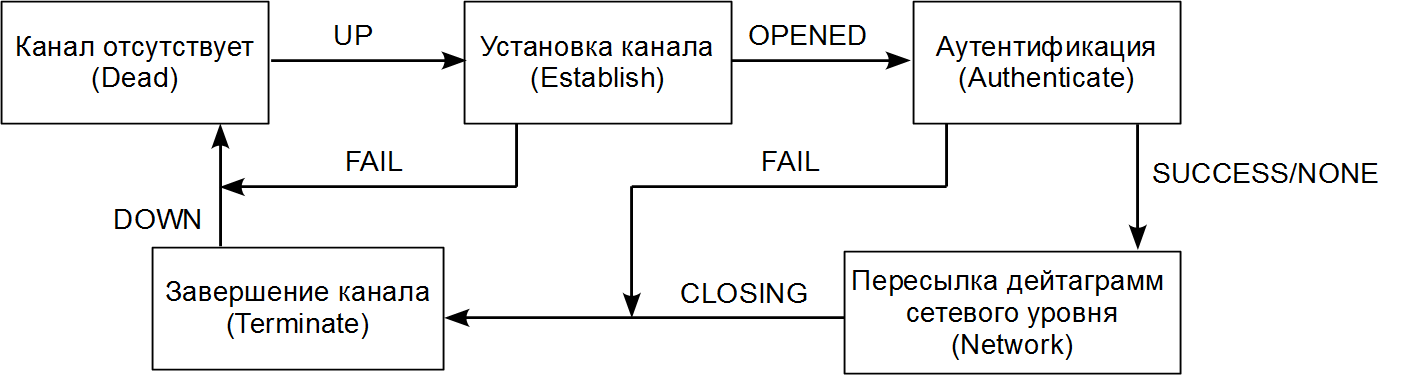 Канал отсутствует
(Dead)
UP
Установка канала
(Establish)
OPENED
Аутентификация
(Authenticate)
FAIL
FAIL
SUCCESS/NONE
DOWN
Завершение канала
(Terminate)
CLOSING
Пересылка дейтаграмм
сетевого уровня
(Network)